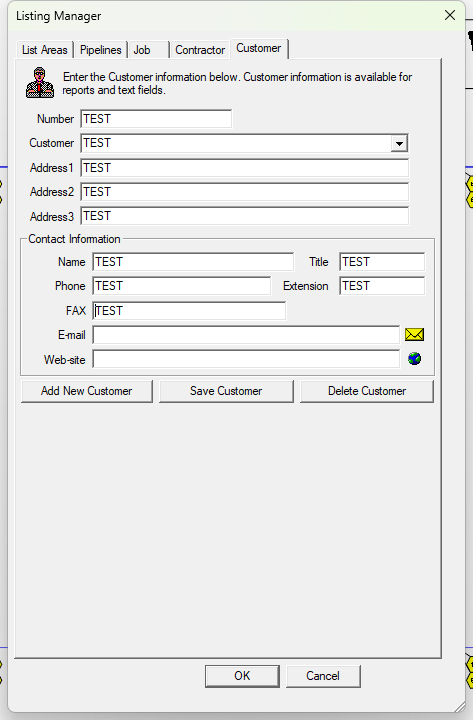 Listing Manager
List Areas Pipelines Job Contractor Customer
Enter the Customer information below. Customer information is available for
reports and text fields.
Number TEST
Customer TEST
Address1 TEST
Address2 TEST
Address3 TEST
Contact Information
Name TEST Title TEST
Phone TEST Extension TEST
FAX TEST
E-mail
Web-site
Add New Customer Save Customer Delete Customer
OK Cancel